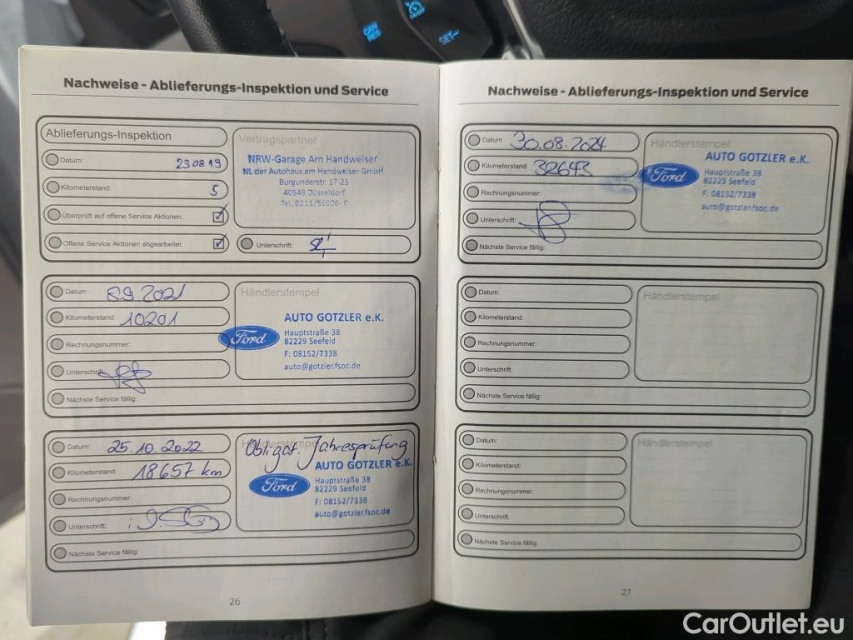 Nachweise - Ablieferungs-Inspektion und Service
Ablieferungs-Inspektion
Datum: 23.08.19
Kilometerstand: 5
Überprüft auf offene Service Aktionen:
Offene Service Aktionen abgearbeitet:
Vertragspartner
NRW-Garage Am Handweiser
NL der Autohaus am Handweiser GmbH
Burgunderstr. 17-23
40549 Düsseldorf
Unterschrift:
Datum: 8.9.2021
Kilometerstand: 10201
Rechnungsnummer:
Unterschrift:
Nächste Service fällig:
Händlerstempel
Ford
AUTO GOTZLER e.K.
Hauptstraße 38
82229 Seefeld
F: 08152/7338
auto@gotzler.fsoc.de
Datum: 25.10.2022
Kilometerstand: 18657 km
Rechnungsnummer:
Unterschrift:
Nächste Service fällig:
Händlerstempel
Obligat. Jahresprüfung
Ford
AUTO GOTZLER e.K.
Hauptstraße 38
82229 Seefeld
F: 08152/7338
auto@gotzler.fsoc.de
26
Nachweise - Ablieferungs-Inspektion und Service
Datum: 30.08.2024
Kilometerstand: 32643
Rechnungsnummer:
Unterschrift:
Nächste Service fällig:
Händlerstempel
Ford
AUTO GOTZLER e.K.
Hauptstraße 38
82229 Seefeld
F: 08152/7338
auto@gotzler.fsoc.de
Datum:
Kilometerstand:
Rechnungsnummer:
Unterschrift:
Nächste Service fällig:
Händlerstempel
Datum:
Kilometerstand:
Rechnungsnummer:
Unterschrift:
Nächste Service fällig:
Händlerstempel
27
CarOutlet.eu